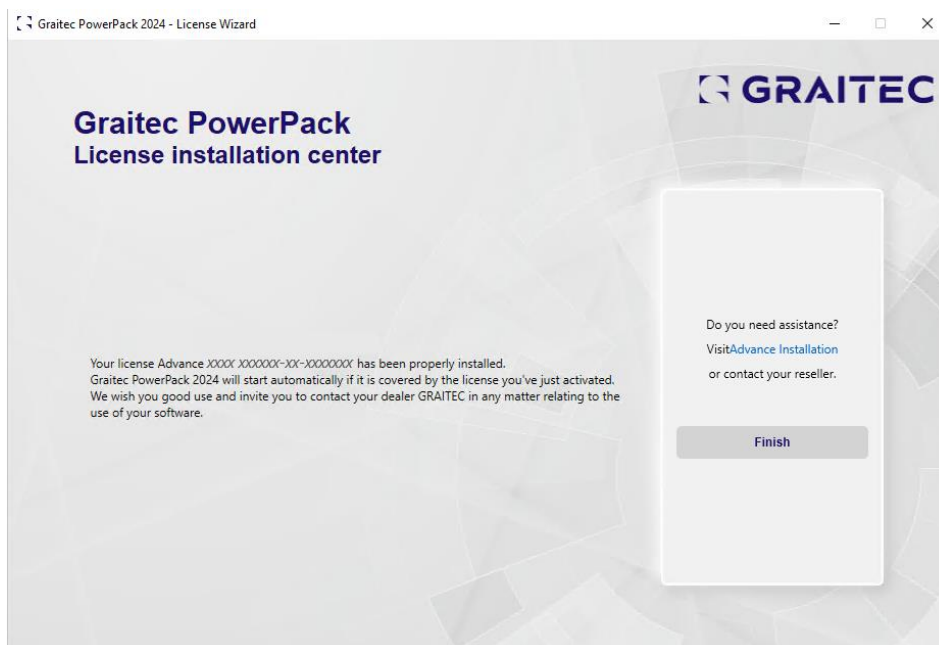 Graitec PowerPack 2024 - License Wizard
GRAITEC
Graitec PowerPack
License installation center
Your license Advance XXXX XXXXXX-XX-XXXXXXX has been properly installed.
Graitec PowerPack 2024 will start automatically if it is covered by the license you've just activated.
We wish you good use and invite you to contact your dealer GRAITEC in any matter relating to the
use of your software.
Do you need assistance?
VisitAdvance Installation
or contact your reseller.
Finish